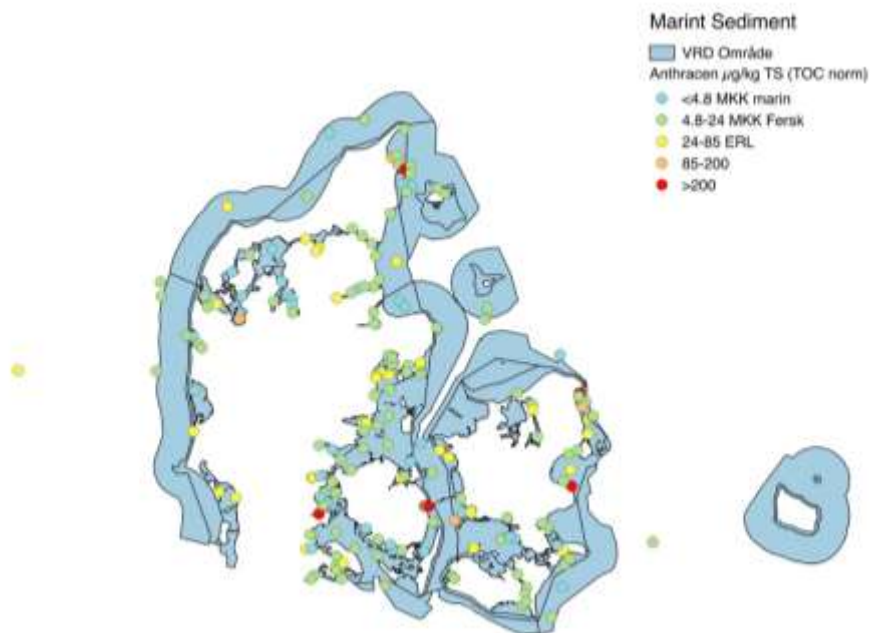 Marint Sediment
VRD Område
Anthracen µg/kg TS (TOC norm)
<4.8 MKK marin
4.8-24 MKK Fersk
24-85 ERL
85-200
>200